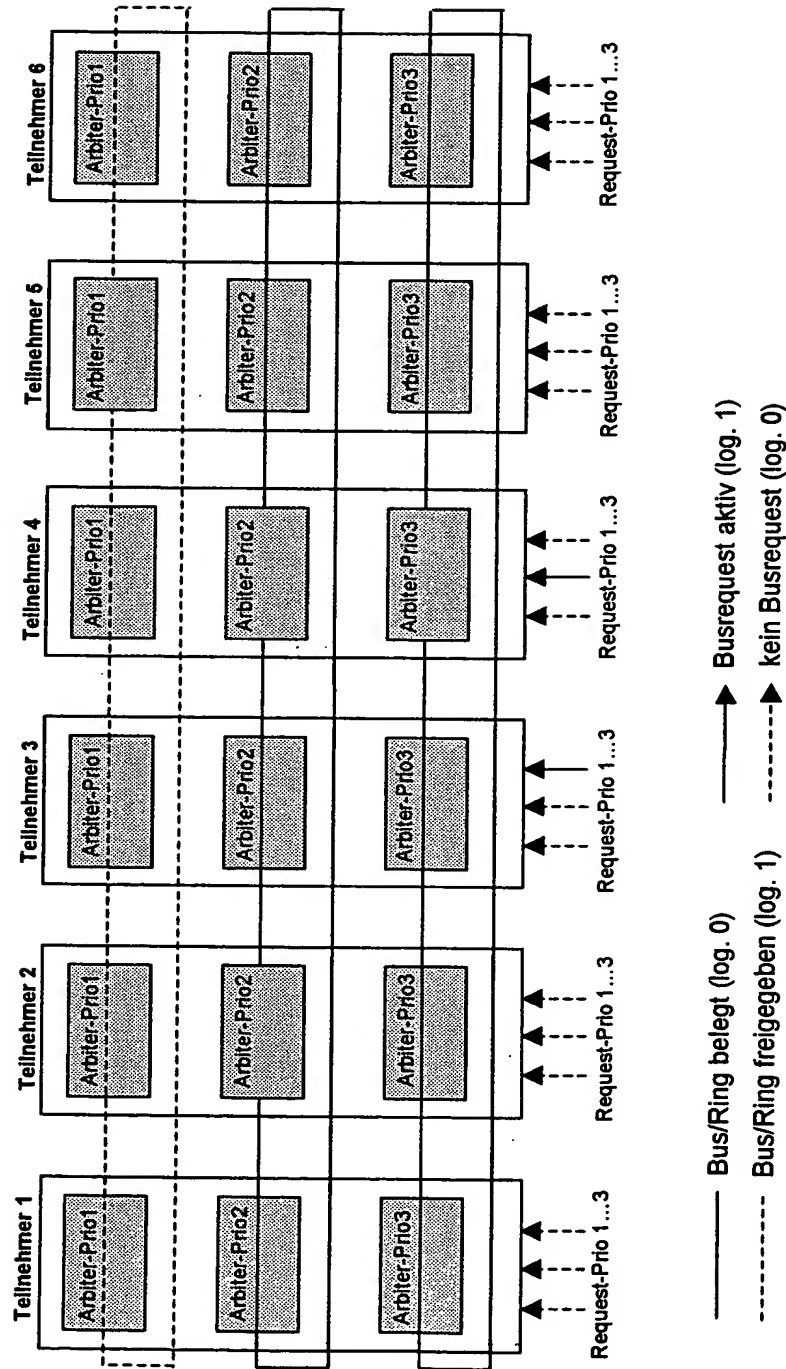 Teilnehmer 1
Arbiter-Prio1
Arbiter-Prio2
Arbiter-Prio3
Request-Prio 1...3
Teilnehmer 2
Arbiter-Prio1
Arbiter-Prio2
Arbiter-Prio3
Request-Prio 1...3
Teilnehmer 3
Arbiter-Prio1
Arbiter-Prio2
Arbiter-Prio3
Request-Prio 1...3
Teilnehmer 4
Arbiter-Prio1
Arbiter-Prio2
Arbiter-Prio3
Request-Prio 1...3
Teilnehmer 5
Arbiter-Prio1
Arbiter-Prio2
Arbiter-Prio3
Request-Prio 1...3
Teilnehmer 6
Arbiter-Prio1
Arbiter-Prio2
Arbiter-Prio3
Request-Prio 1...3
Bus/Ring belegt (log. 0)
Bus/Ring freigegeben (log. 1)
Busrequest aktiv (log. 1)
kein Busrequest (log. 0)